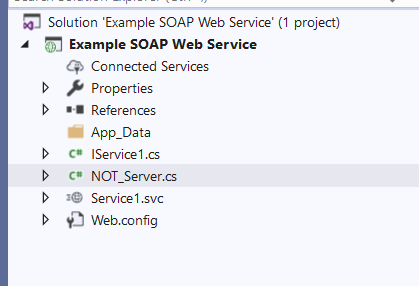 Solution 'Example SOAP Web Service' (1 project)
Example SOAP Web Service
Connected Services
Properties
References
App_Data
C# IService1.cs
C# NOT_Server.cs
Service1.svc
Web.config